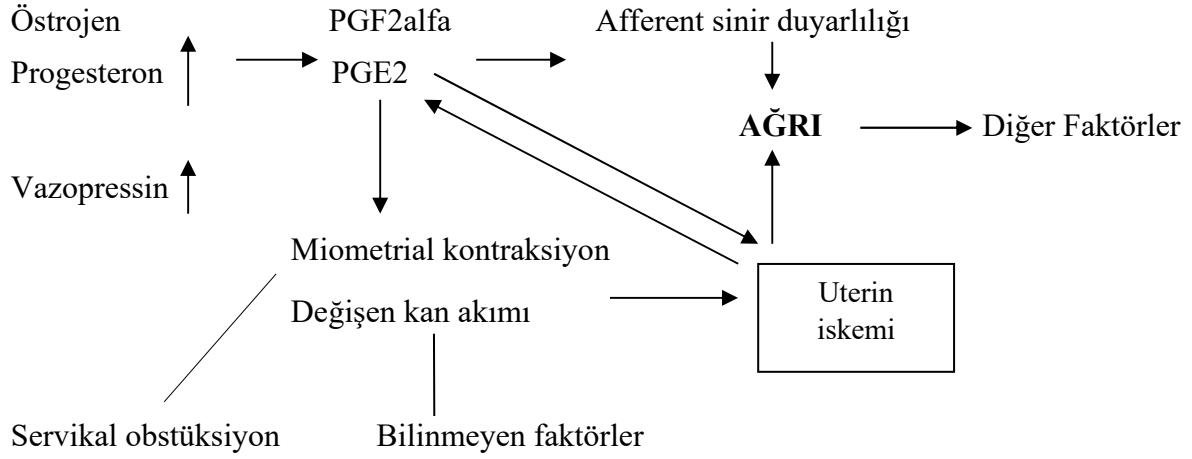 Östrojen
Progesteron
Vazopressin
PGF2alfa
PGE2
Afferent sinir duyarlılığı
AĞRI
Diğer Faktörler
Miometrial kontraksiyon
Değişen kan akımı
Uterin
iskemi
Servikal obstüksiyon
Bilinmeyen faktörler